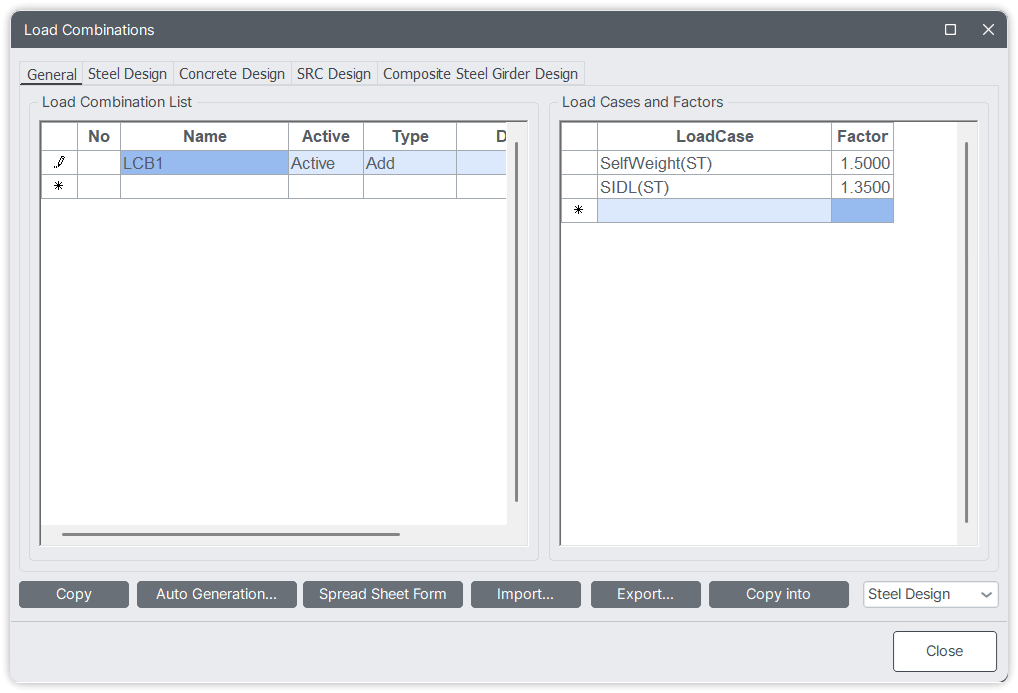 Load Combinations
General Steel Design Concrete Design SRC Design Composite Steel Girder Design
Load Combination List
No Name Active Type D
LCB1 Active Add
*
Load Cases and Factors
LoadCase Factor
SelfWeight(ST) 1.5000
SIDL(ST) 1.3500
*
Copy Auto Generation... Spread Sheet Form Import... Export... Copy into Steel Design
Close